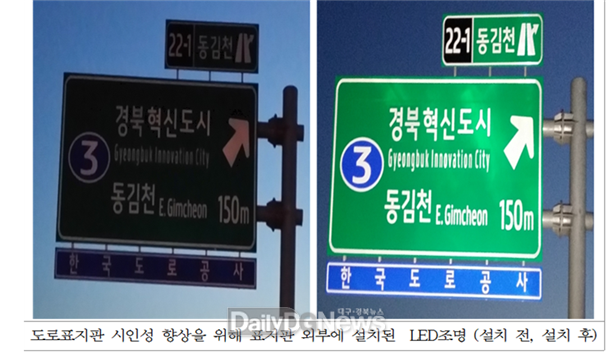 22-1 동김천
경북혁신도시
3
Gyeongbuk Innovation City
동김천 E. Gimcheon 150m
한국도로공사
22-1 동김천
경북혁신도시
3
Gyeongbuk Innovation City
동김천 E. Gimcheon 150m
한국도로공사
대구·경북뉴스
DailyDgNews
도로표지판 시인성 향상을 위해 표지판 외부에 설치된 LED조명 (설치 전, 설치 후)